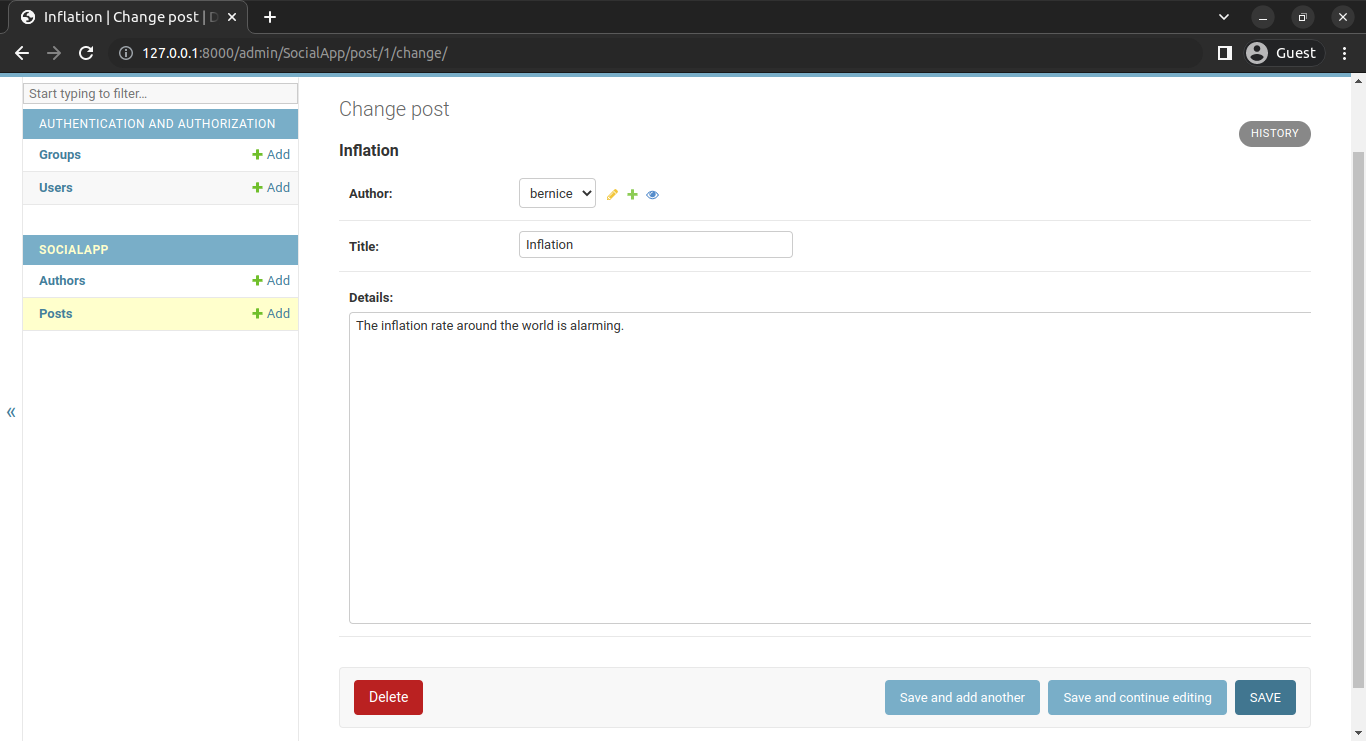 Inflation | Change post | D
127.0.0.1:8000/admin/SocialApp/post/1/change/
Guest
Start typing to filter...
AUTHENTICATION AND AUTHORIZATION
Groups
Add
Users
Add
SOCIALAPP
Authors
Add
Posts
Add
«
Change post
HISTORY
Inflation
Author:
bernice
Title:
Inflation
Details:
The inflation rate around the world is alarming.
Delete
Save and add another
Save and continue editing
SAVE